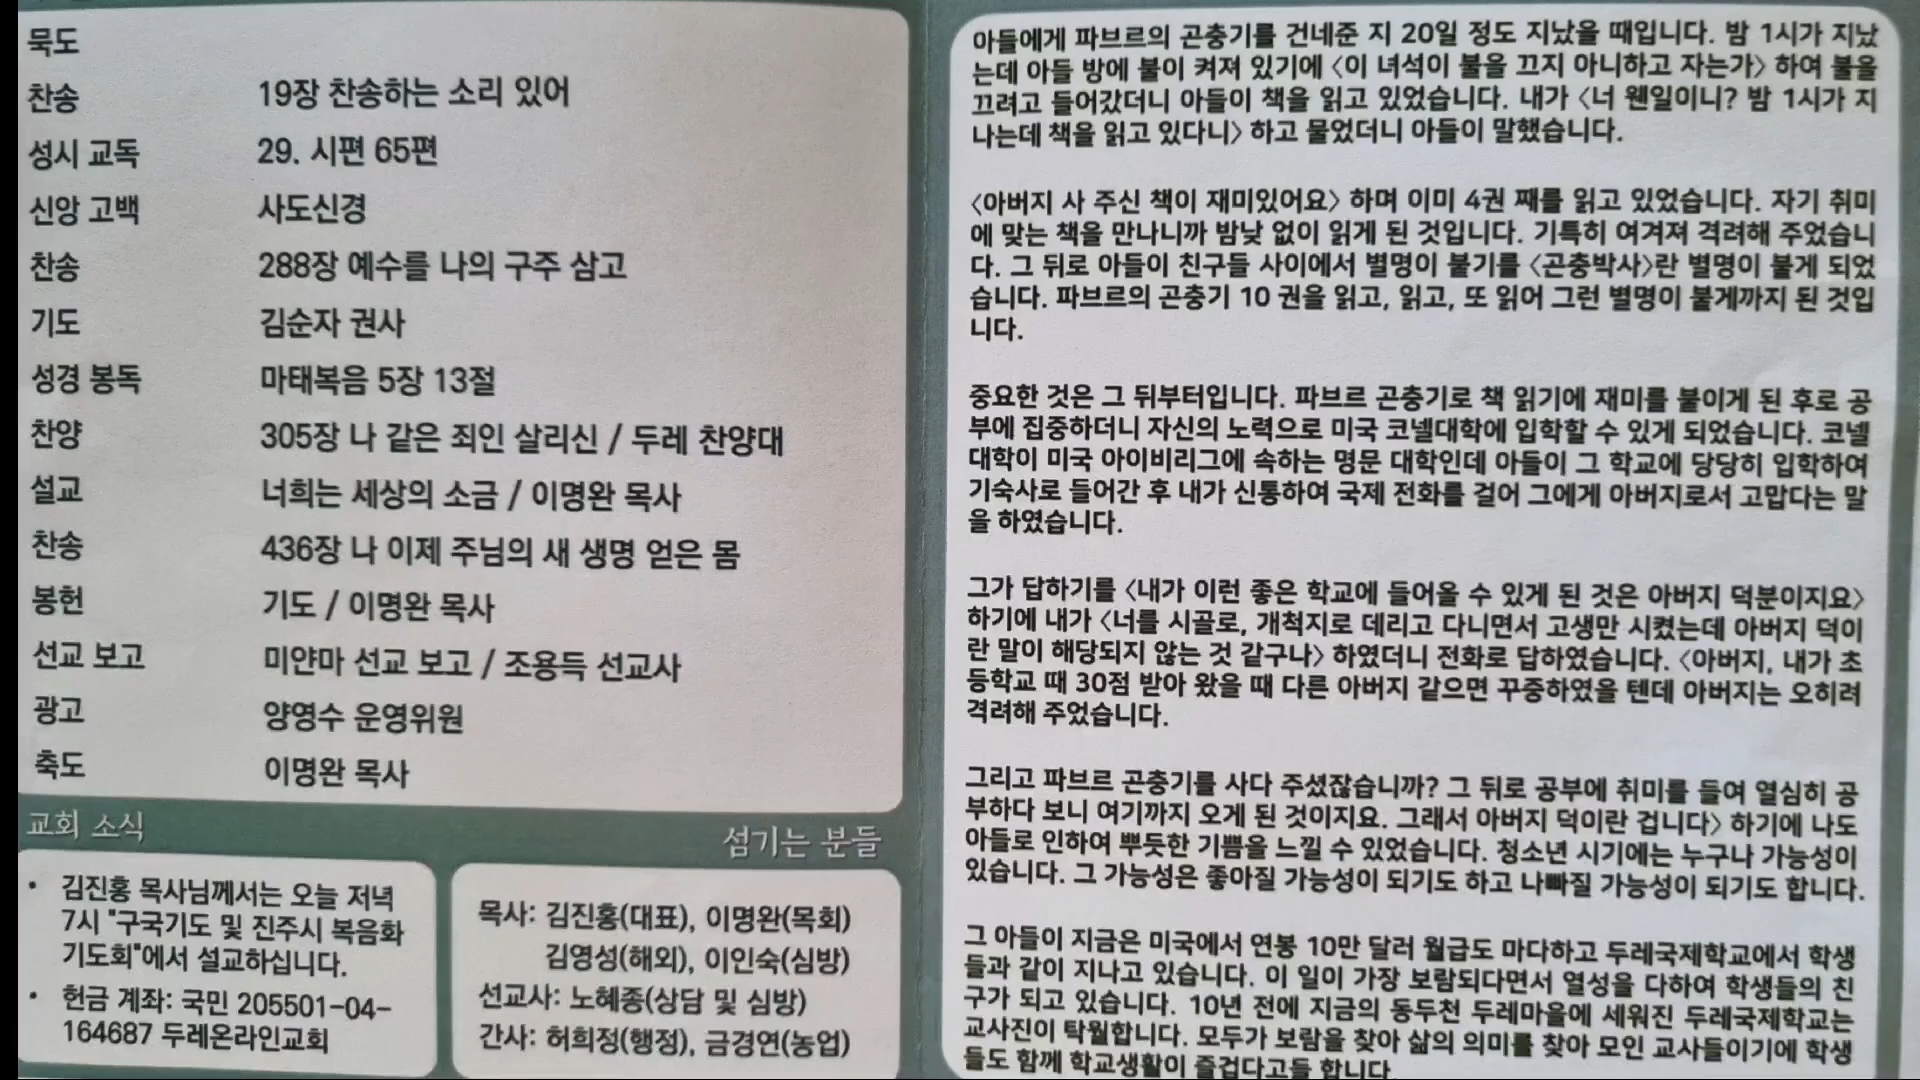 묵도
찬송 19장 찬송하는 소리 있어
성시 교독 29. 시편 65편
신앙 고백 사도신경
찬송 288장 예수를 나의 구주 삼고
기도 김순자 권사
성경 봉독 마태복음 5장 13절
찬양 305장 나 같은 죄인 살리신 / 두레 찬양대
설교 너희는 세상의 소금 / 이명완 목사
찬송 436장 나 이제 주님의 새 생명 얻은 몸
봉헌 기도 / 이명완 목사
선교 보고 미얀마 선교 보고 / 조용득 선교사
광고 양영수 운영위원
축도 이명완 목사
교회 소식
• 김진홍 목사님께서는 오늘 저녁
7시 "구국기도 및 진주시 복음화
기도회"에서 설교하십니다.
• 헌금 계좌: 국민 205501-04-
164687 두레온라인교회
섬기는 분들
목사: 김진홍(대표), 이명완(목회)
김영성(해외), 이인숙(심방)
선교사: 노혜종(상담 및 심방)
간사: 허희정(행정), 금경연(농업)
아들에게 파브르의 곤충기를 건네준 지 20일 정도 지났을 때입니다. 밤 1시가 지났
는데 아들 방에 불이 켜져 있기에 〈이 녀석이 불을 끄지 아니하고 자는가〉 하여 불을
끄려고 들어갔더니 아들이 책을 읽고 있었습니다. 내가 〈너 웬일이니? 밤 1시가 지
나는데 책을 읽고 있다니〉 하고 물었더니 아들이 말했습니다.
〈아버지 사 주신 책이 재미있어요〉 하며 이미 4권 째를 읽고 있었습니다. 자기 취미
에 맞는 책을 만나니까 밤낮 없이 읽게 된 것입니다. 기특히 여겨져 격려해 주었습니
다. 그 뒤로 아들이 친구들 사이에서 별명이 붙기를 〈곤충박사〉란 별명이 붙게 되었
습니다. 파브르의 곤충기 10 권을 읽고, 읽고, 또 읽어 그런 별명이 붙게까지 된 것입
니다.
중요한 것은 그 뒤부터입니다. 파브르 곤충기로 책 읽기에 재미를 붙이게 된 후로 공
부에 집중하더니 자신의 노력으로 미국 코넬대학에 입학할 수 있게 되었습니다. 코넬
대학이 미국 아이비리그에 속하는 명문 대학인데 아들이 그 학교에 당당히 입학하여
기숙사로 들어간 후 내가 신통하여 국제 전화를 걸어 그에게 아버지로서 고맙다는 말
을 하였습니다.
그가 답하기를 〈내가 이런 좋은 학교에 들어올 수 있게 된 것은 아버지 덕분이지요〉
하기에 내가 〈너를 시골로, 개척지로 데리고 다니면서 고생만 시켰는데 아버지 덕이
란 말이 해당되지 않는 것 같구나〉 하였더니 전화로 답하였습니다. 〈아버지, 내가 초
등학교 때 30점 받아 왔을 때 다른 아버지 같으면 꾸중하였을 텐데 아버지는 오히려
격려해 주었습니다.
그리고 파브르 곤충기를 사다 주셨잖습니까? 그 뒤로 공부에 취미를 들여 열심히 공
부하다 보니 여기까지 오게 된 것이지요. 그래서 아버지 덕이란 겁니다〉 하기에 나도
아들로 인하여 뿌듯한 기쁨을 느낄 수 있었습니다. 청소년 시기에는 누구나 가능성이
있습니다. 그 가능성은 좋아질 가능성이 되기도 하고 나빠질 가능성이 되기도 합니다.
그 아들이 지금은 미국에서 연봉 10만 달러 월급도 마다하고 두레국제학교에서 학생
들과 같이 지나고 있습니다. 이 일이 가장 보람되다면서 열성을 다하여 학생들의 친
구가 되고 있습니다. 10년 전에 지금의 동두천 두레마을에 세워진 두레국제학교는
교사진이 탁월합니다. 모두가 보람을 찾아 삶의 의미를 찾아 모인 교사들이기에 학생
들도 함께 학교생활이 즐겁다고들 합니다.